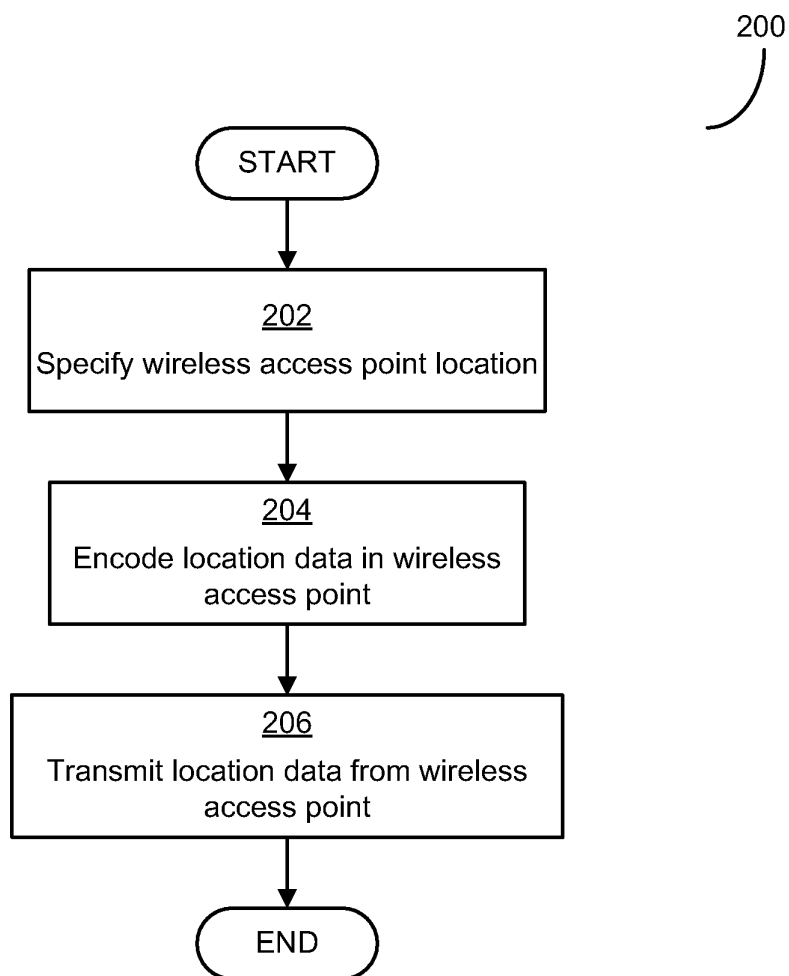 200
START
202
Specify wireless access point location
204
Encode location data in wireless
access point
206
Transmit location data from wireless
access point
END